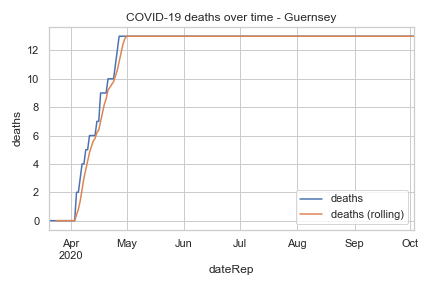 COVID-19 deaths over time - Guernsey
deaths
12
10
8
6
4
2
0
Apr
2020
May
Jun
Jul
Aug
Sep
Oct
dateRep
deaths
deaths (rolling)